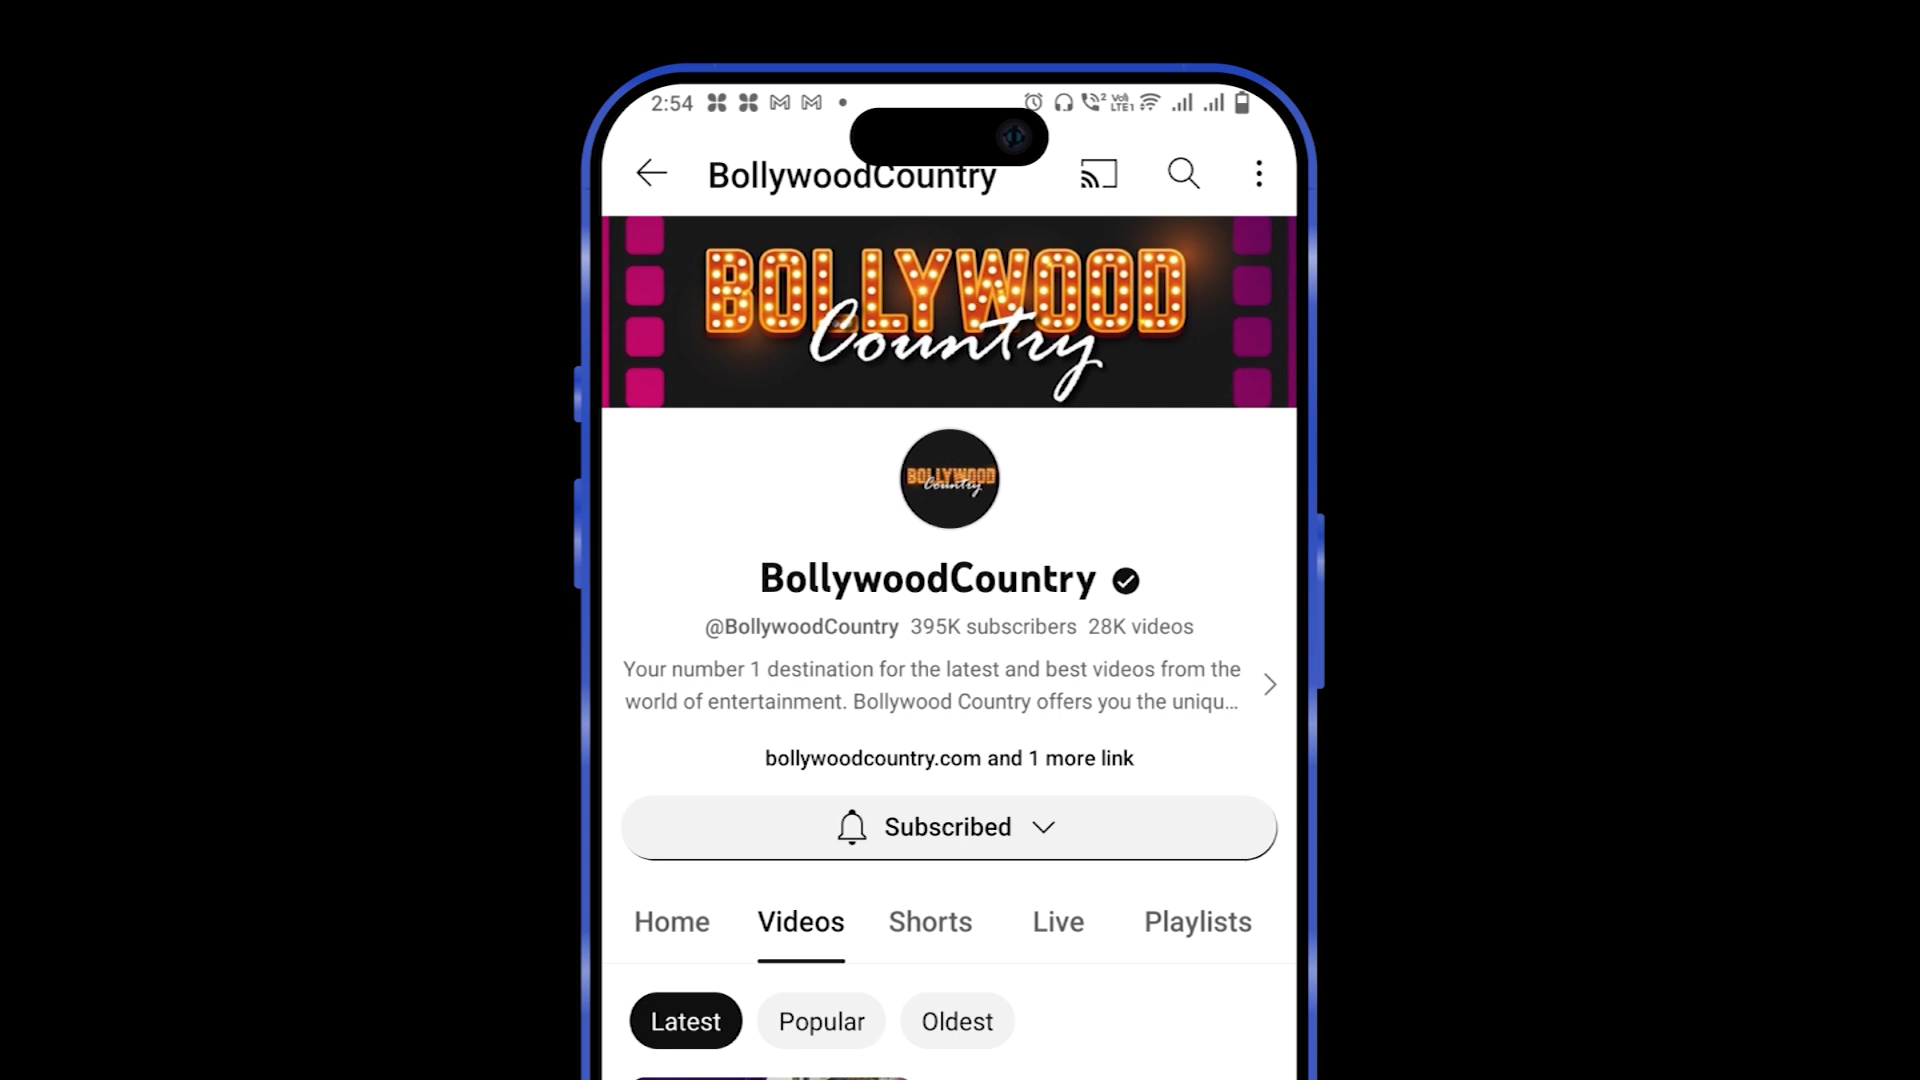 2:54
VoLTE1
BollywoodCountry
BOLLYWOOD
Country
BOLLYWOOD
Country
BollywoodCountry
@BollywoodCountry 395K subscribers 28K videos
Your number 1 destination for the latest and best videos from the
world of entertainment. Bollywood Country offers you the uniqu...
bollywoodcountry.com and 1 more link
Subscribed
Home Videos Shorts Live Playlists
Latest Popular Oldest